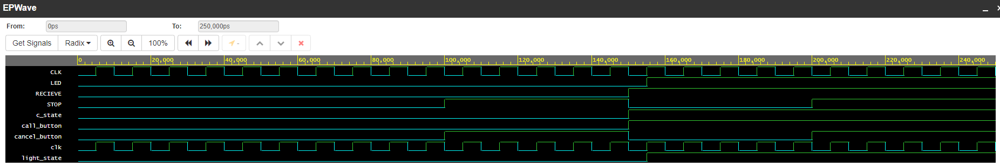 EPWave
From: 0ps To: 250,000ps
Get Signals Radix 100% -
0 20,000 40,000 60,000 80,000 100,000 120,000 140,000 160,000 180,000 200,000 220,000 240,000
CLK
LED
RECIEVE
STOP
c_state
call_button
cancel_button
clk
light_state